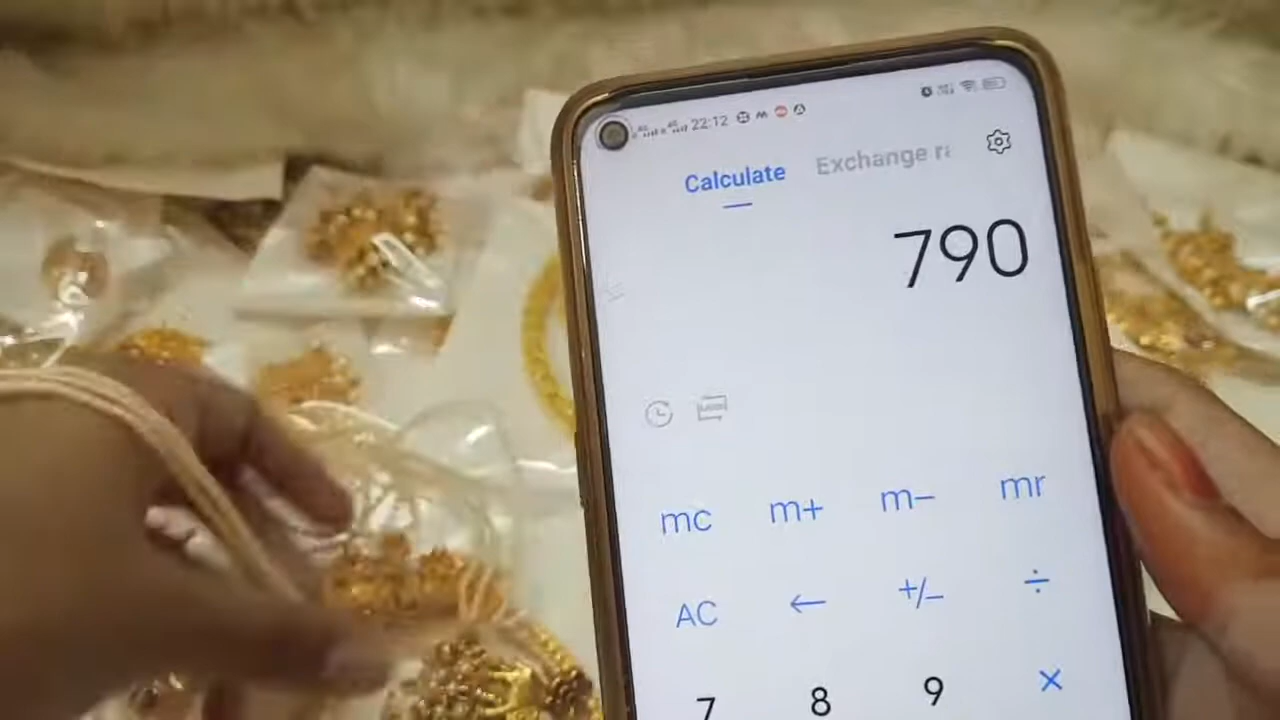 22:12
Calculate Exchange ra
790
mc m+ m– mr
AC ← +/– ÷
7 8 9 ×